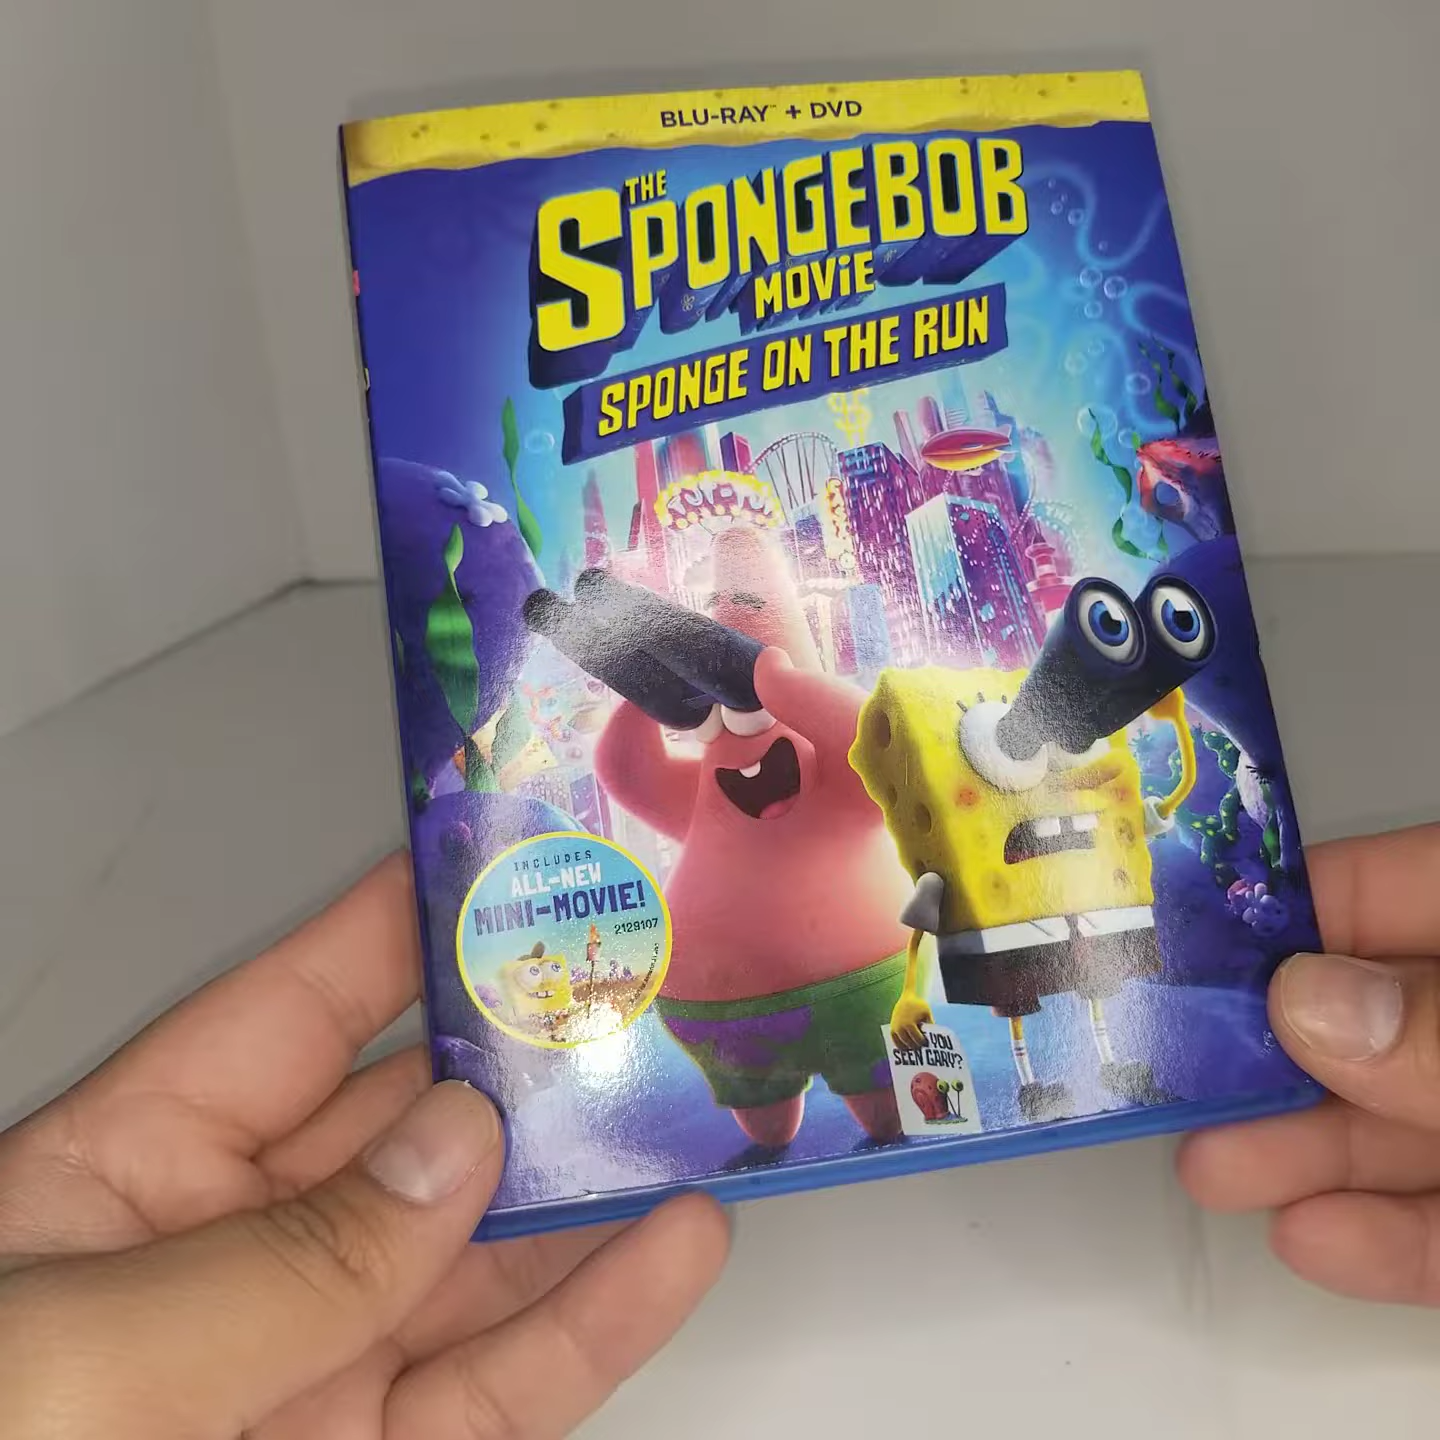 BLU-RAY™ + DVD
THE
SPONGEBOB
MOViE
SPONGE ON THE RUN
INCLUDES
ALL-NEW
MINI-MOVIE!
2129107
YOU
SEEN GARY?